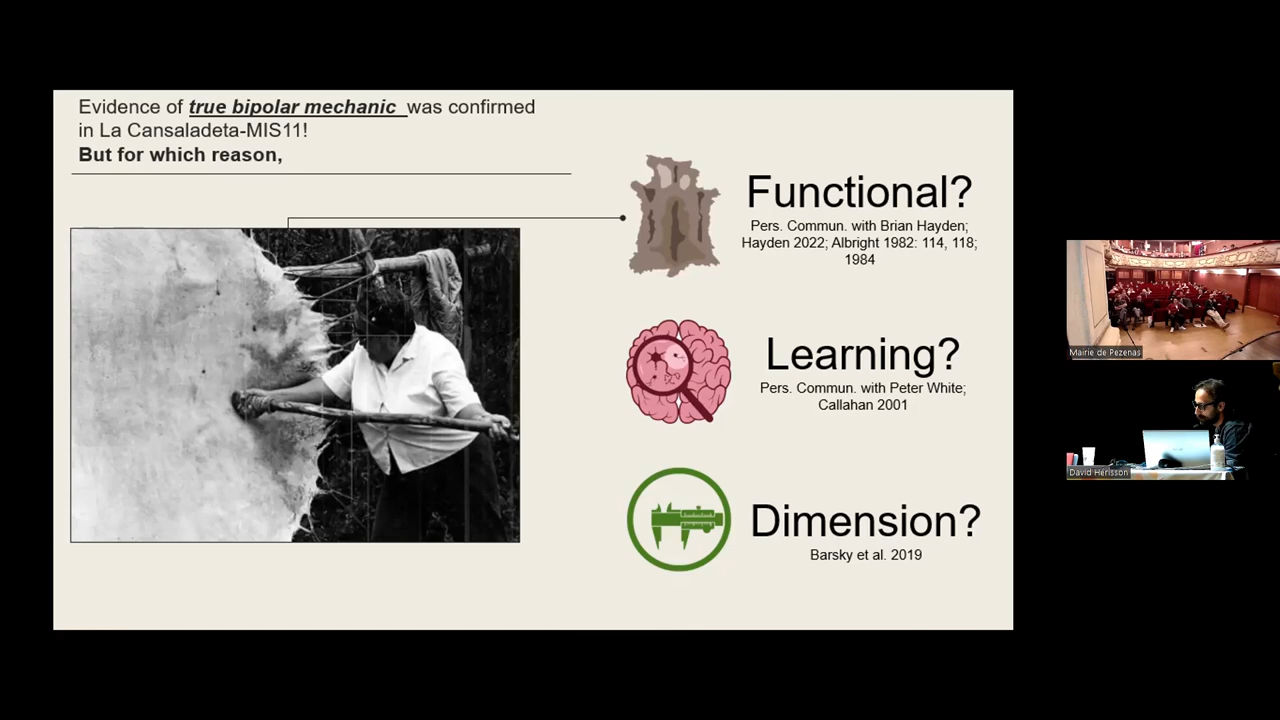 Evidence of true bipolar mechanic was confirmed
in La Cansaladeta-MIS11!
But for which reason,
Functional?
Pers. Commun. with Brian Hayden;
Hayden 2022; Albright 1982: 114, 118;
1984
Learning?
Pers. Commun. with Peter White;
Callahan 2001
Dimension?
Barsky et al. 2019
Mairie de Pezenas
David Hérisson